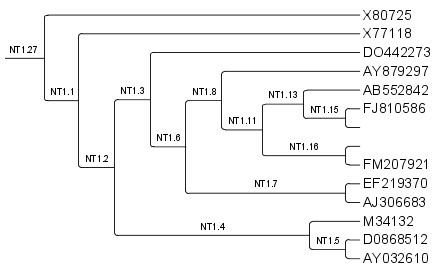 X80725
X77118
NT1.27
DO442273
AY879297
NT1.1
NT1.3
NT1.8
NT1.13
AB552842
NT1.15
FJ810586
NT1.11
NT1.6
NT1.16
NT1.2
FM207921
NT1.7
EF219370
AJ306683
NT1.4
M34132
NT1.5
D0868512
AY032610